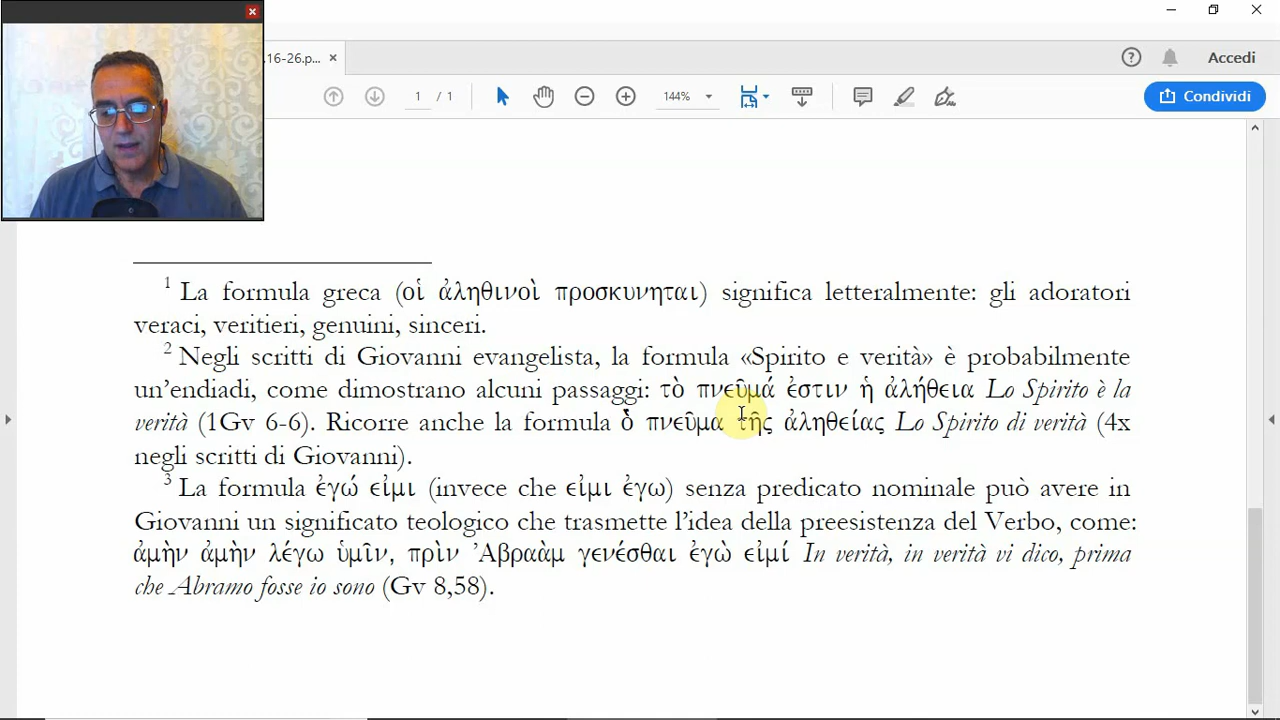 16-26.p...
Accedi
1 / 1
144%
Condividi
1 La formula greca (οἱ ἀληθινοὶ προσκυνηται) significa letteralmente: gli adoratori
veraci, veritieri, genuini, sinceri.
2 Negli scritti di Giovanni evangelista, la formula «Spirito e verità» è probabilmente
un'endiadi, come dimostrano alcuni passaggi: τὸ πνεῦμά ἐστιν ἡ ἀλήθεια Lo Spirito è la
verità (1Gv 6-6). Ricorre anche la formula ὁ πνεῦμα τῆς ἀληθείας Lo Spirito di verità (4x
negli scritti di Giovanni).
3 La formula ἐγώ εἰμι (invece che εἰμι ἐγω) senza predicato nominale può avere in
Giovanni un significato teologico che trasmette l'idea della preesistenza del Verbo, come:
ἀμὴν ἀμὴν λέγω ὑμῖν, πρὶν Ἀβραὰμ γενέσθαι ἐγὼ εἰμί In verità, in verità vi dico, prima
che Abramo fosse io sono (Gv 8,58).